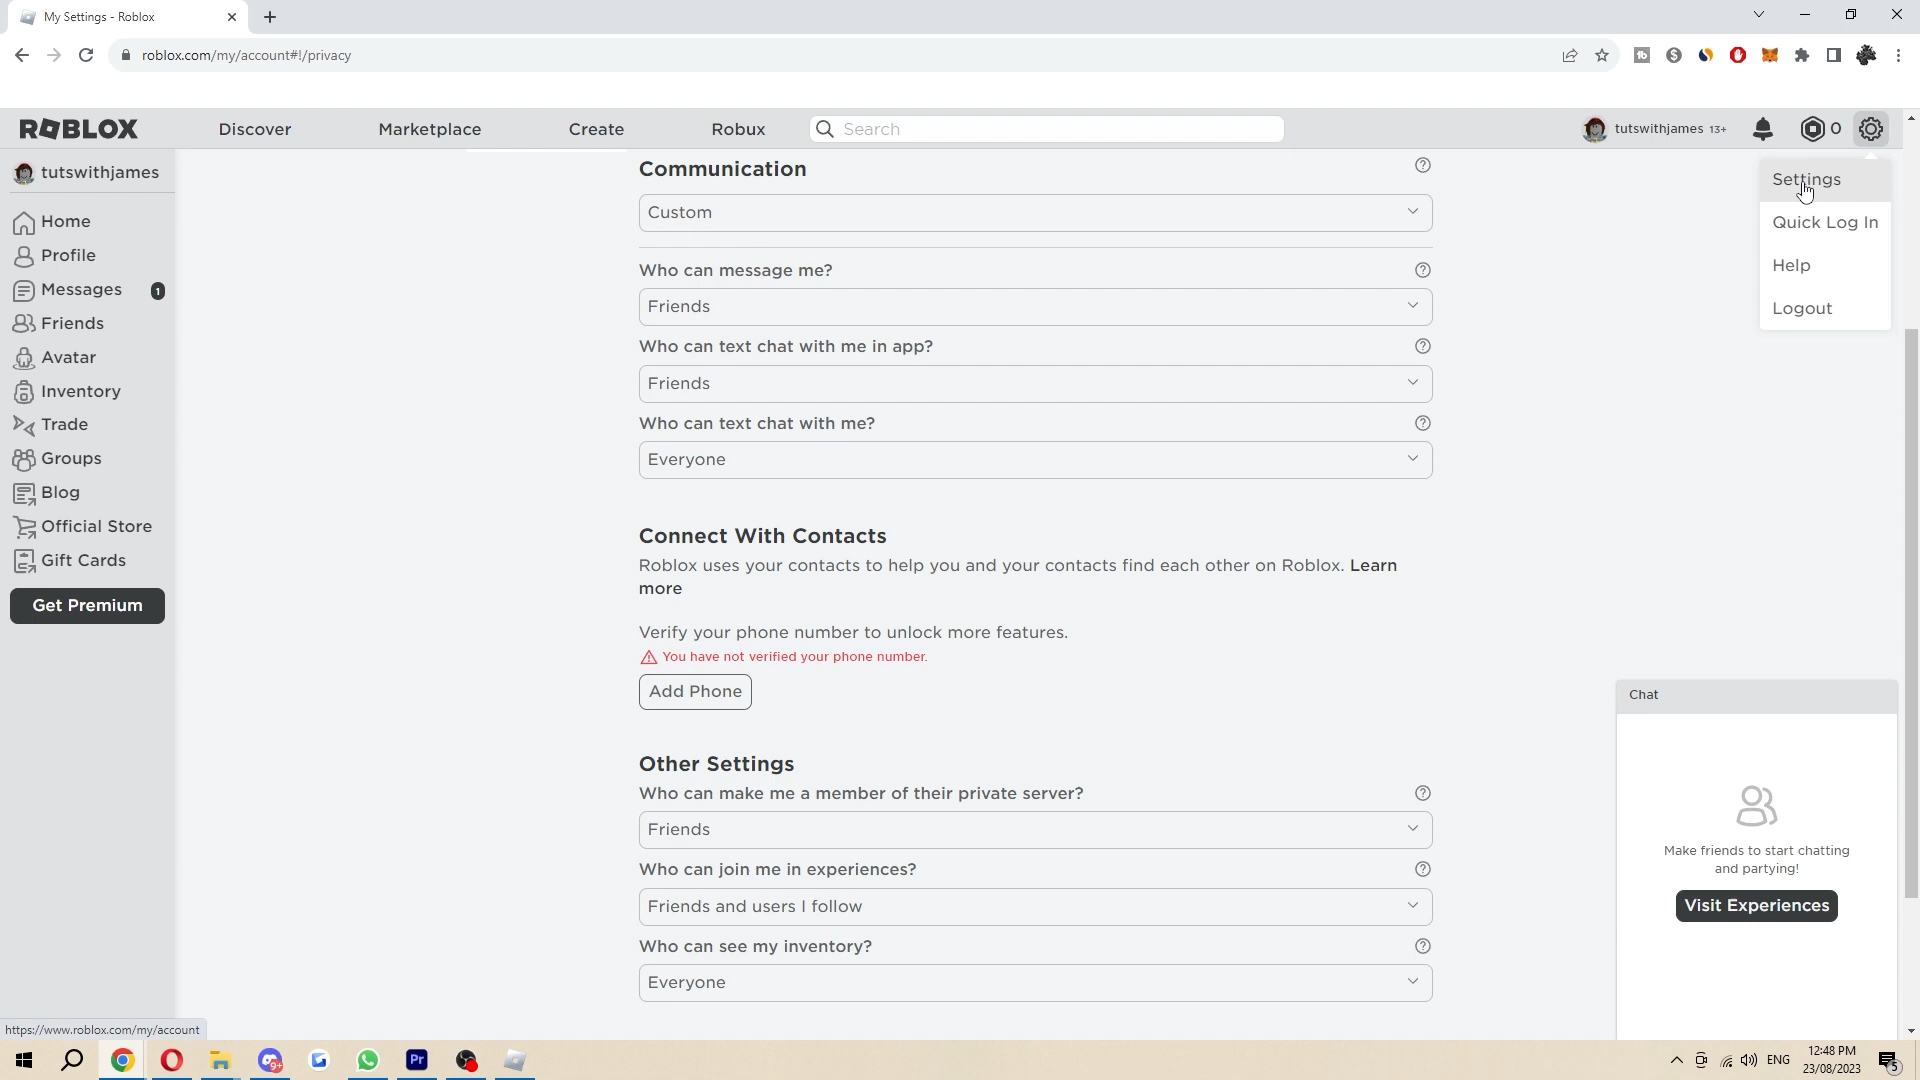 My Settings - Roblox
roblox.com/my/account#!/privacy
ROBLOX
Discover
Marketplace
Create
Robux
Search
tutswithjames 13+
0
tutswithjames
Home
Profile
Messages 1
Friends
Avatar
Inventory
Trade
Groups
Blog
Official Store
Gift Cards
Get Premium
Communication
Custom
Who can message me?
Friends
Who can text chat with me in app?
Friends
Who can text chat with me?
Everyone
Connect With Contacts
Roblox uses your contacts to help you and your contacts find each other on Roblox. Learn
more
Verify your phone number to unlock more features.
You have not verified your phone number.
Add Phone
Other Settings
Who can make me a member of their private server?
Friends
Who can join me in experiences?
Friends and users I follow
Who can see my inventory?
Everyone
Settings
Quick Log In
Help
Logout
Chat
Make friends to start chatting
and partying!
Visit Experiences
https://www.roblox.com/my/account
9+
Pr
ENG
12:48 PM
23/08/2023
5